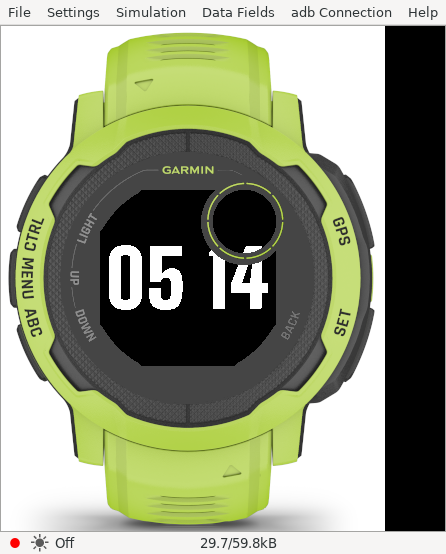 File Settings Simulation Data Fields adb Connection Help
GARMIN
LIGHT
CTRL
GPS
UP
MENU
05 14
DOWN
BACK
ABC
SET
Off 29.7/59.8kB